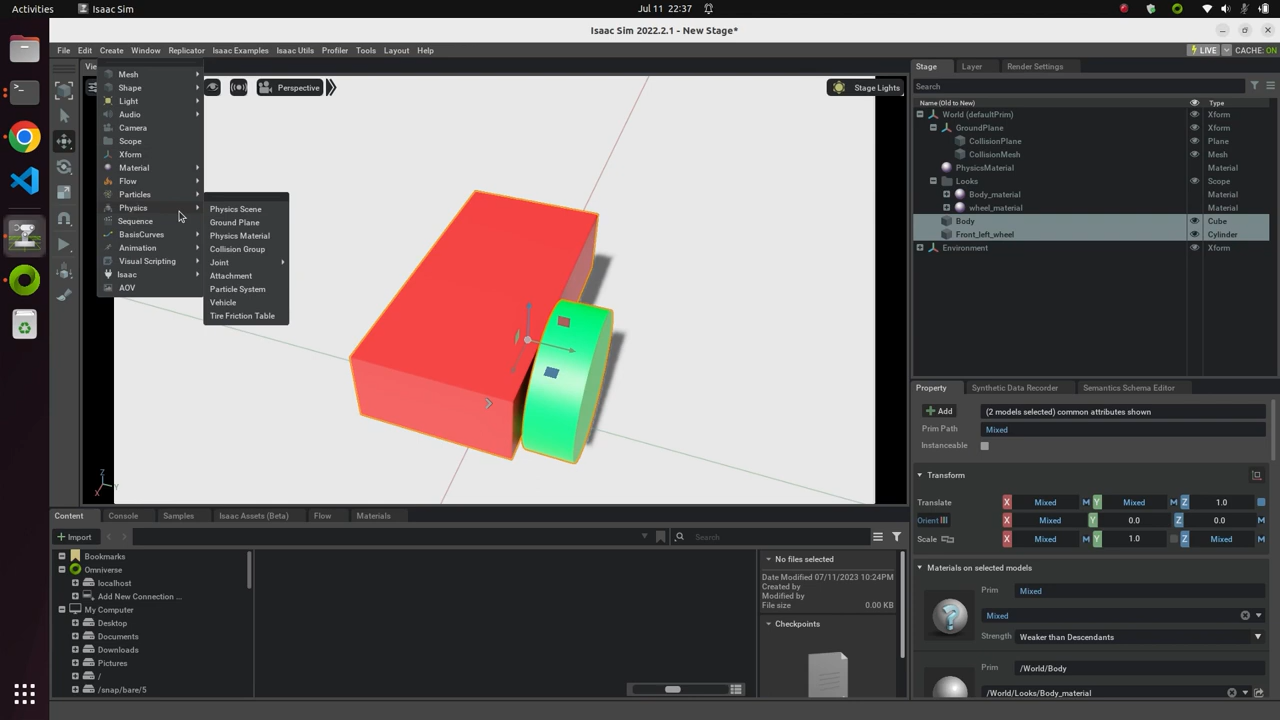 Activities
Isaac Sim
Jul 11 22:37
Isaac Sim 2022.2.1 - New Stage*
File Edit Create Window Replicator Isaac Examples Isaac Utils Profiler Tools Layout Help
LIVE
CACHE: ON
Mesh
Shape
Light
Audio
Camera
Scope
Xform
Material
Flow
Particles
Physics
Sequence
BasisCurves
Animation
Visual Scripting
Isaac
AOV
Physics Scene
Ground Plane
Physics Material
Collision Group
Joint
Attachment
Particle System
Vehicle
Tire Friction Table
Perspective
Stage Lights
Z
X
Y
Stage Layer Render Settings
Search
Name (Old to New) Type
World (defaultPrim) Xform
GroundPlane Xform
CollisionPlane Plane
CollisionMesh Mesh
PhysicsMaterial Material
Looks Scope
Body_material Material
wheel_material Material
Body Cube
Front_left_wheel Cylinder
Environment Xform
Property Synthetic Data Recorder Semantics Schema Editor
Add (2 models selected) common attributes shown
Prim Path Mixed
Instanceable
Transform
Translate X Mixed M Y Mixed M Z 1.0
Orient X Mixed Y 0.0 Z 0.0 M
Scale X Mixed M Y 1.0 Z Mixed M
Materials on selected models
Prim Mixed
Mixed
Strength Weaker than Descendants
Prim /World/Body
/World/Looks/Body_material
Content Console Samples Isaac Assets (Beta) Flow Materials
Import
Search
Bookmarks
Omniverse
localhost
Add New Connection ...
My Computer
Desktop
Documents
Downloads
Pictures
/
/snap/bare/5
No files selected
Date Modified 07/11/2023 10:24PM
Created by
Modified by
File size 0.00 KB
Checkpoints